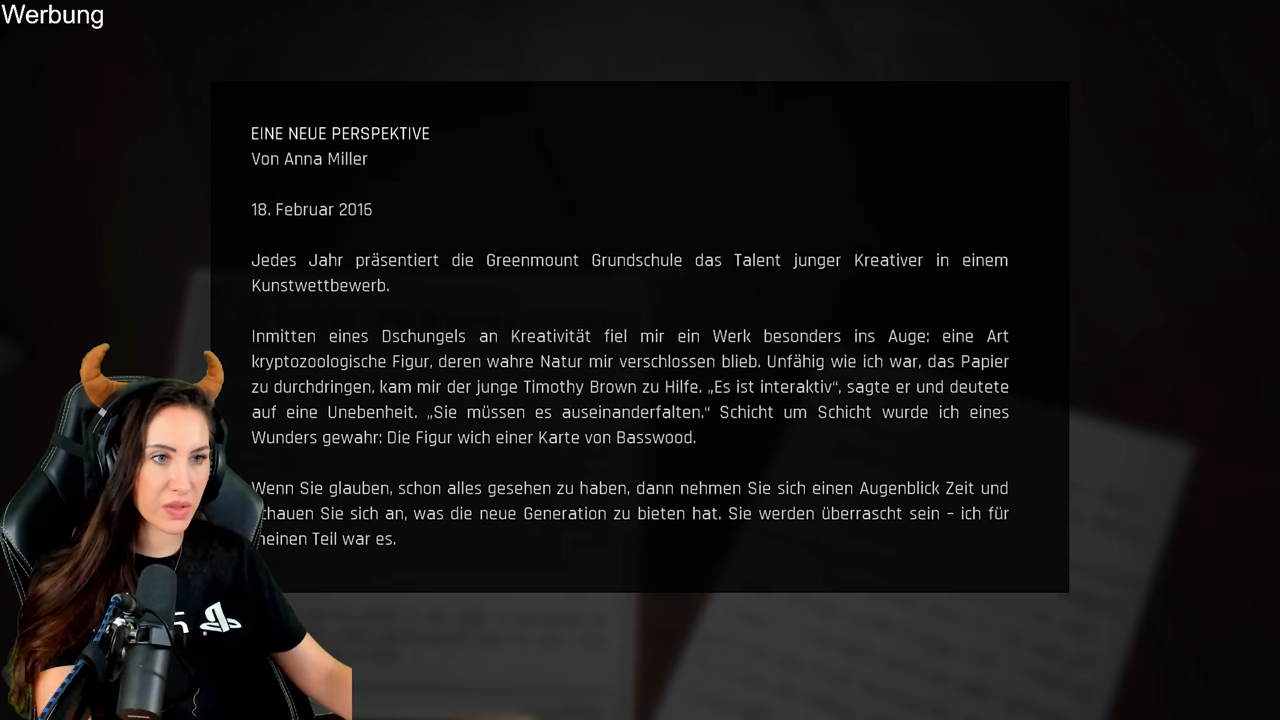 Werbung
EINE NEUE PERSPEKTIVE
Von Anna Miller
18. Februar 2016
Jedes Jahr präsentiert die Greenmount Grundschule das Talent junger Kreativer in einem
Kunstwettbewerb.
Inmitten eines Dschungels an Kreativität fiel mir ein Werk besonders ins Auge: eine Art
kryptozoologische Figur, deren wahre Natur mir verschlossen blieb. Unfähig wie ich war, das Papier
zu durchdringen, kam mir der junge Timothy Brown zu Hilfe. „Es ist interaktiv“, sagte er und deutete
auf eine Unebenheit. „Sie müssen es auseinanderfalten.“ Schicht um Schicht wurde ich eines
Wunders gewahr: Die Figur wich einer Karte von Basswood.
Wenn Sie glauben, schon alles gesehen zu haben, dann nehmen Sie sich einen Augenblick Zeit und
chauen Sie sich an, was die neue Generation zu bieten hat. Sie werden überrascht sein – ich für
einen Teil war es.